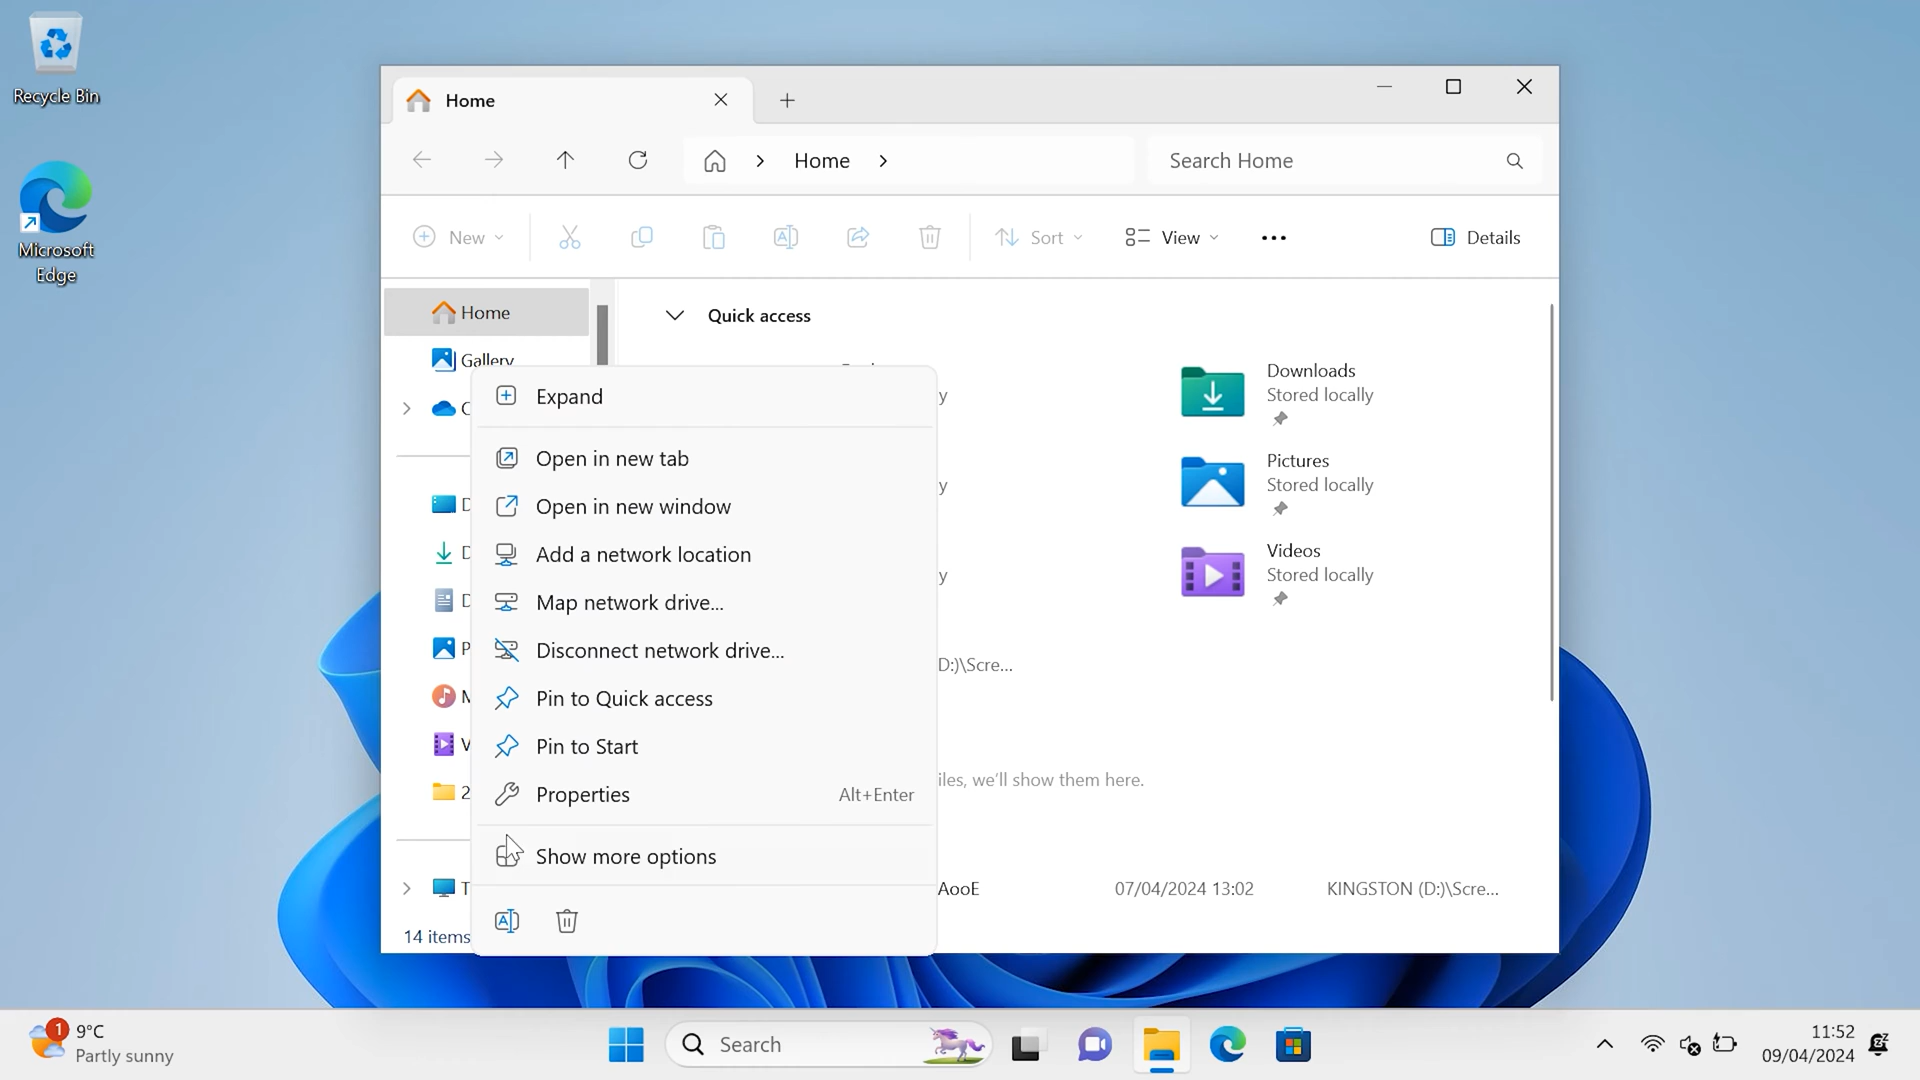 Recycle Bin
Microsoft
Edge
Home
Home
Search Home
New
Sort
View
Details
Home
Quick access
Gallery
Downloads
Stored locally
Pictures
Stored locally
Videos
Stored locally
Expand
Open in new tab
Open in new window
Add a network location
Map network drive...
Disconnect network drive...
Pin to Quick access
Pin to Start
Properties Alt+Enter
Show more options
y
y
y
D:)\Scre...
iles, we'll show them here.
AooE 07/04/2024 13:02 KINGSTON (D:)\Scre...
14 items
1
9°C
Partly sunny
Search
11:52
09/04/2024